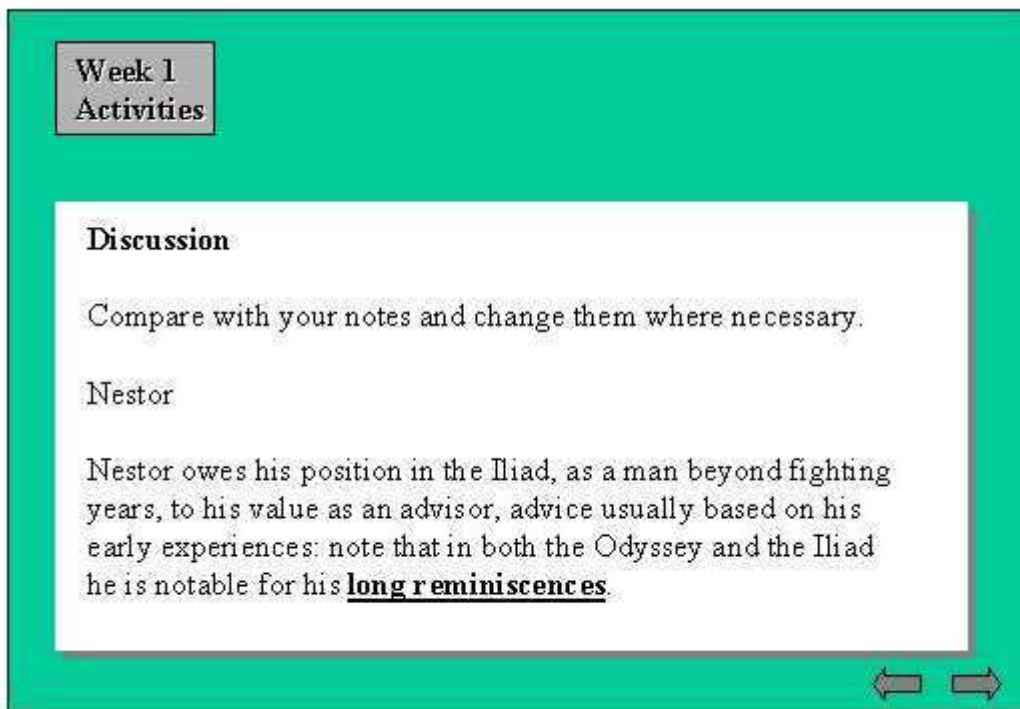 Week 1
Activities
Discussion
Compare with your notes and change them where necessary.
Nestor
Nestor owes his position in the Iliad, as a man beyond fighting
years, to his value as an advisor, advice usually based on his
early experiences: note that in both the Odyssey and the Iliad
he is notable for his long reminiscences.